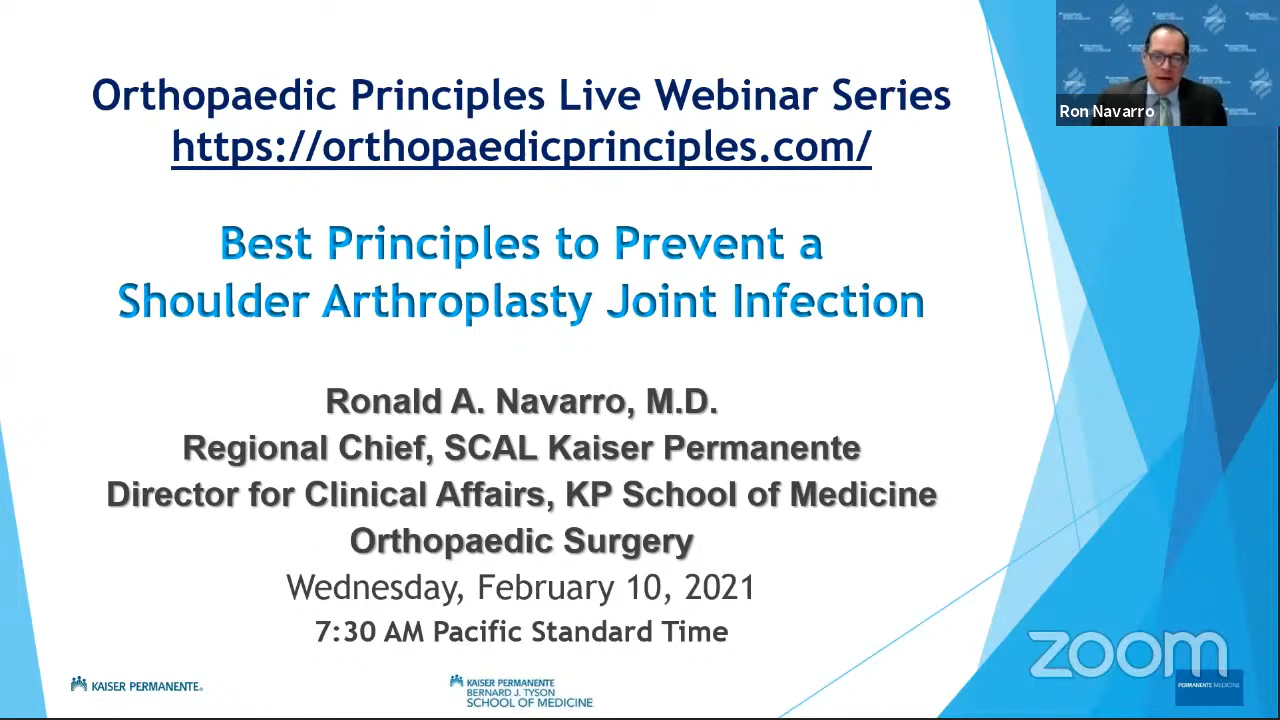 Orthopaedic Principles Live Webinar Series
https://orthopaedicprinciples.com/
Ron Navarro
Best Principles to Prevent a
Shoulder Arthroplasty Joint Infection
Ronald A. Navarro, M.D.
Regional Chief, SCAL Kaiser Permanente
Director for Clinical Affairs, KP School of Medicine
Orthopaedic Surgery
Wednesday, February 10, 2021
7:30 AM Pacific Standard Time
KAISER PERMANENTE®
KAISER PERMANENTE
BERNARD J. TYSON
SCHOOL OF MEDICINE
zoom
PERMANENTE MEDICINE